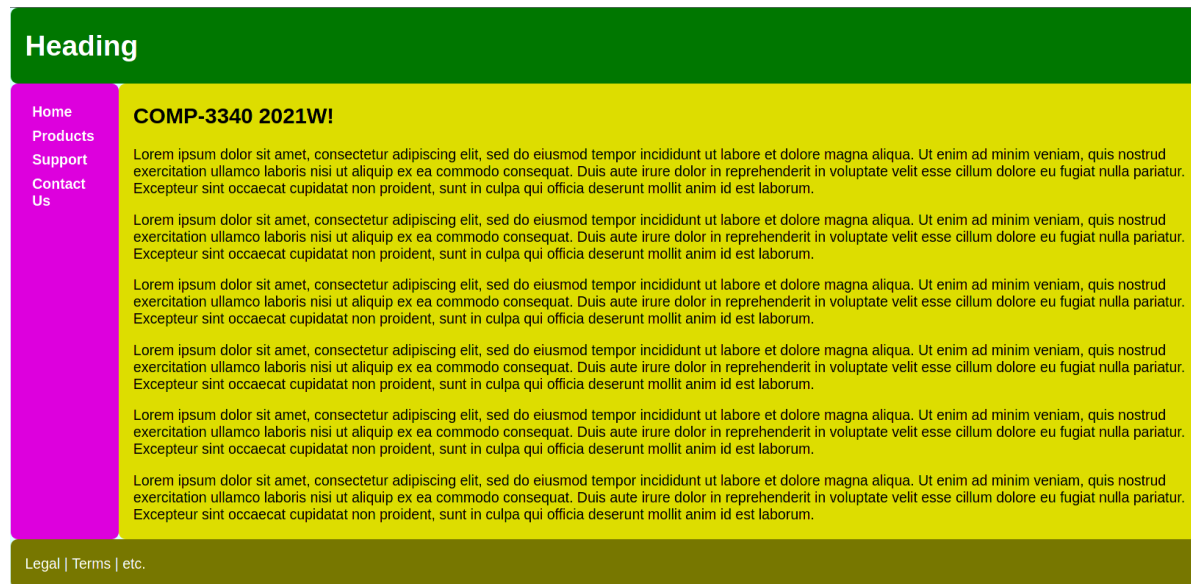 Heading
Home
Products
Support
Contact
Us
COMP-3340 2021W!
Lorem ipsum dolor sit amet, consectetur adipiscing elit, sed do eiusmod tempor incididunt ut labore et dolore magna aliqua. Ut enim ad minim veniam, quis nostrud
exercitation ullamco laboris nisi ut aliquip ex ea commodo consequat. Duis aute irure dolor in reprehenderit in voluptate velit esse cillum dolore eu fugiat nulla pariatur.
Excepteur sint occaecat cupidatat non proident, sunt in culpa qui officia deserunt mollit anim id est laborum.
Lorem ipsum dolor sit amet, consectetur adipiscing elit, sed do eiusmod tempor incididunt ut labore et dolore magna aliqua. Ut enim ad minim veniam, quis nostrud
exercitation ullamco laboris nisi ut aliquip ex ea commodo consequat. Duis aute irure dolor in reprehenderit in voluptate velit esse cillum dolore eu fugiat nulla pariatur.
Excepteur sint occaecat cupidatat non proident, sunt in culpa qui officia deserunt mollit anim id est laborum.
Lorem ipsum dolor sit amet, consectetur adipiscing elit, sed do eiusmod tempor incididunt ut labore et dolore magna aliqua. Ut enim ad minim veniam, quis nostrud
exercitation ullamco laboris nisi ut aliquip ex ea commodo consequat. Duis aute irure dolor in reprehenderit in voluptate velit esse cillum dolore eu fugiat nulla pariatur.
Excepteur sint occaecat cupidatat non proident, sunt in culpa qui officia deserunt mollit anim id est laborum.
Lorem ipsum dolor sit amet, consectetur adipiscing elit, sed do eiusmod tempor incididunt ut labore et dolore magna aliqua. Ut enim ad minim veniam, quis nostrud
exercitation ullamco laboris nisi ut aliquip ex ea commodo consequat. Duis aute irure dolor in reprehenderit in voluptate velit esse cillum dolore eu fugiat nulla pariatur.
Excepteur sint occaecat cupidatat non proident, sunt in culpa qui officia deserunt mollit anim id est laborum.
Lorem ipsum dolor sit amet, consectetur adipiscing elit, sed do eiusmod tempor incididunt ut labore et dolore magna aliqua. Ut enim ad minim veniam, quis nostrud
exercitation ullamco laboris nisi ut aliquip ex ea commodo consequat. Duis aute irure dolor in reprehenderit in voluptate velit esse cillum dolore eu fugiat nulla pariatur.
Excepteur sint occaecat cupidatat non proident, sunt in culpa qui officia deserunt mollit anim id est laborum.
Lorem ipsum dolor sit amet, consectetur adipiscing elit, sed do eiusmod tempor incididunt ut labore et dolore magna aliqua. Ut enim ad minim veniam, quis nostrud
exercitation ullamco laboris nisi ut aliquip ex ea commodo consequat. Duis aute irure dolor in reprehenderit in voluptate velit esse cillum dolore eu fugiat nulla pariatur.
Excepteur sint occaecat cupidatat non proident, sunt in culpa qui officia deserunt mollit anim id est laborum.
Legal | Terms | etc.